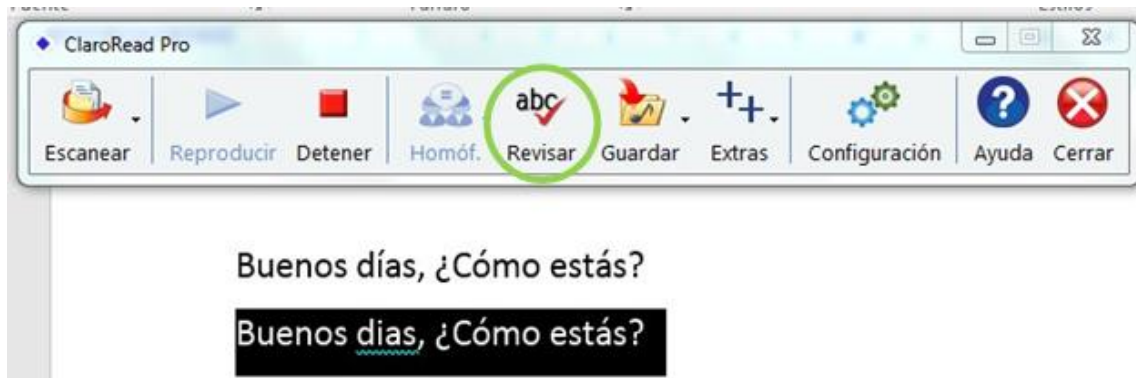 ClaroRead Pro
Escanear Reproducir Detener Homóf. abc Revisar Guardar Extras Configuración ? Ayuda Cerrar
Buenos días, ¿Cómo estás?
Buenos dias, ¿Cómo estás?